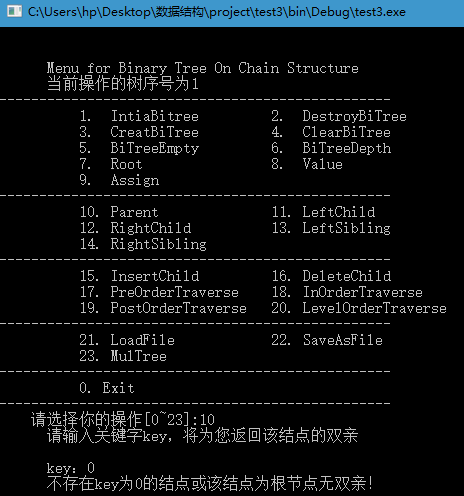 C:\Users\hp\Desktop\数据结构\project\test3\bin\Debug\test3.exe
Menu for Binary Tree On Chain Structure
当前操作的树序号为1
---------------------------------------------
1. IntiaBitree 2. DestroyBiTree
3. CreatBiTree 4. ClearBiTree
5. BiTreeEmpty 6. BiTreeDepth
7. Root 8. Value
9. Assign
---------------------------------------------
10. Parent 11. LeftChild
12. RightChild 13. LeftSibling
14. RightSibling
---------------------------------------------
15. InsertChild 16. DeleteChild
17. PreOrderTraverse 18. InOrderTraverse
19. PostOrderTraverse 20. LevelOrderTraverse
---------------------------------------------
21. LoadFile 22. SaveAsFile
23. MulTree
---------------------------------------------
0. Exit
---------------------------------------------
请选择你的操作[0~23]:10
请输入关键字key，将为您返回该结点的双亲
key：0
不存在key为0的结点或该结点为根节点无双亲!